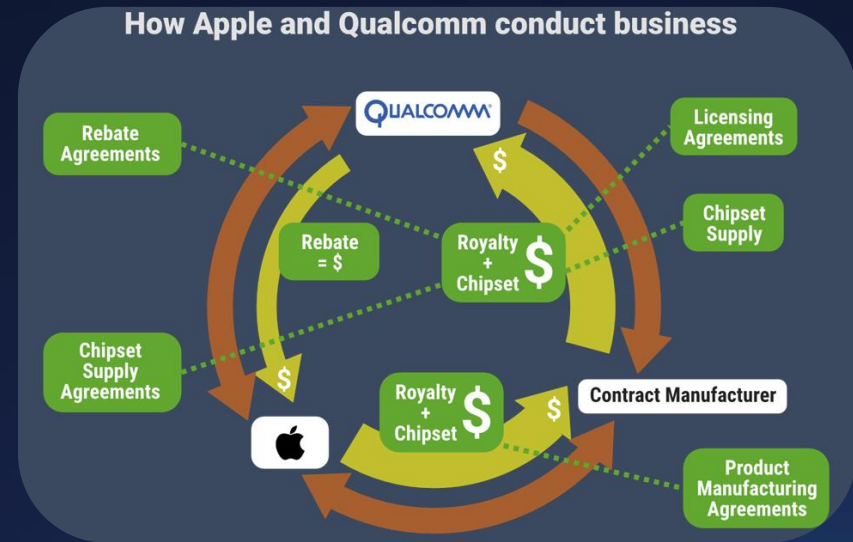 How Apple and Qualcomm conduct business
QUALCOMM
Rebate
Agreements
Licensing
Agreements
$
Chipset
Supply
Rebate
= $
Royalty
+
Chipset
$
Chipset
Supply
Agreements
$
Royalty
+
Chipset
$
$
Contract Manufacturer
Product
Manufacturing
Agreements